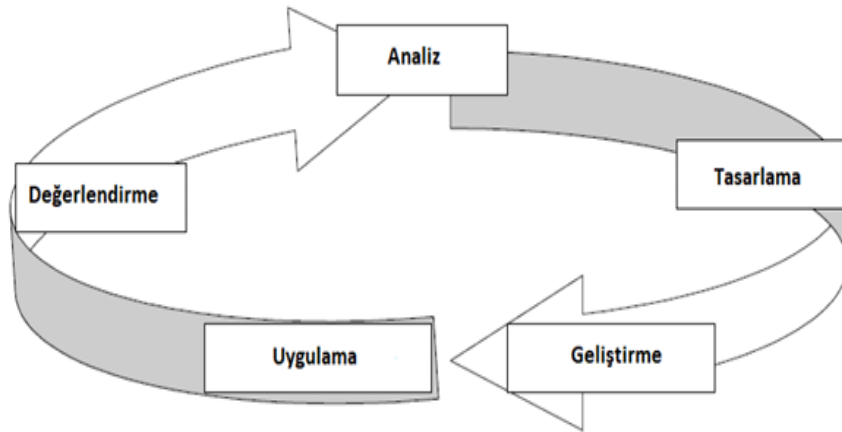 Analiz
Tasarlama
Değerlendirme
Uygulama
Geliştirme